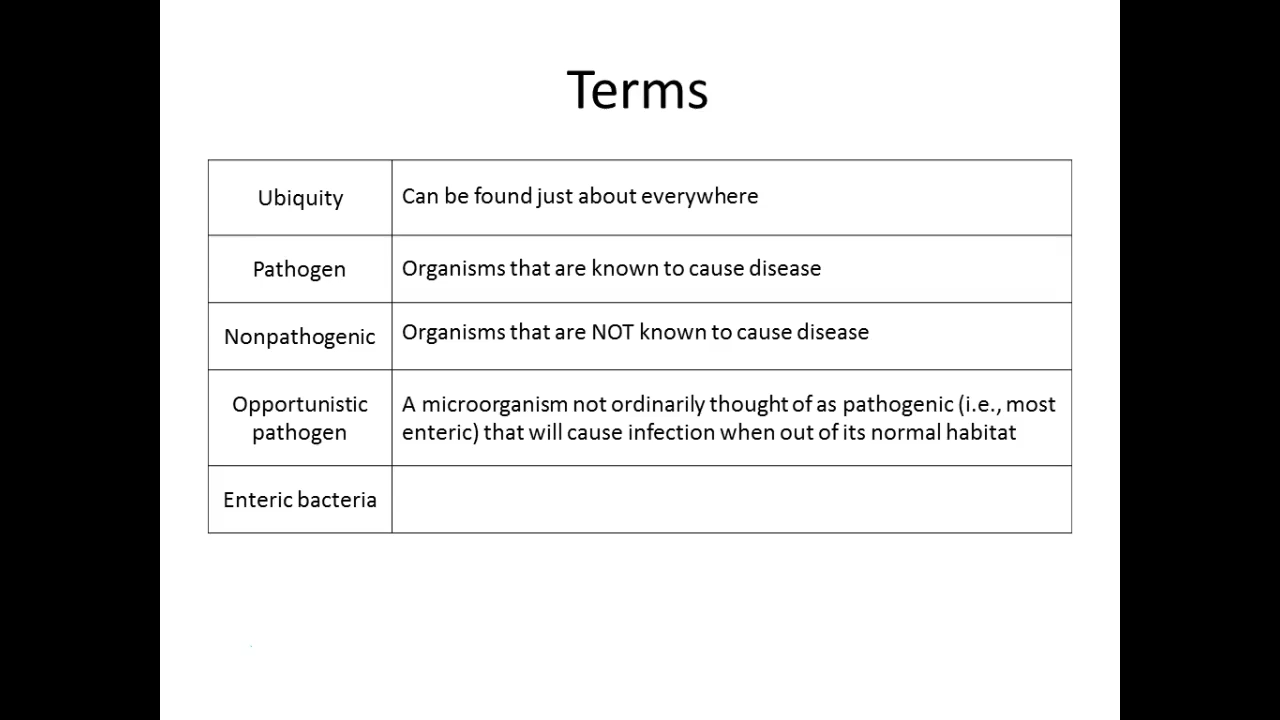 Terms
Ubiquity
Can be found just about everywhere
Pathogen
Organisms that are known to cause disease
Nonpathogenic
Organisms that are NOT known to cause disease
Opportunistic
pathogen
A microorganism not ordinarily thought of as pathogenic (i.e., most
enteric) that will cause infection when out of its normal habitat
Enteric bacteria